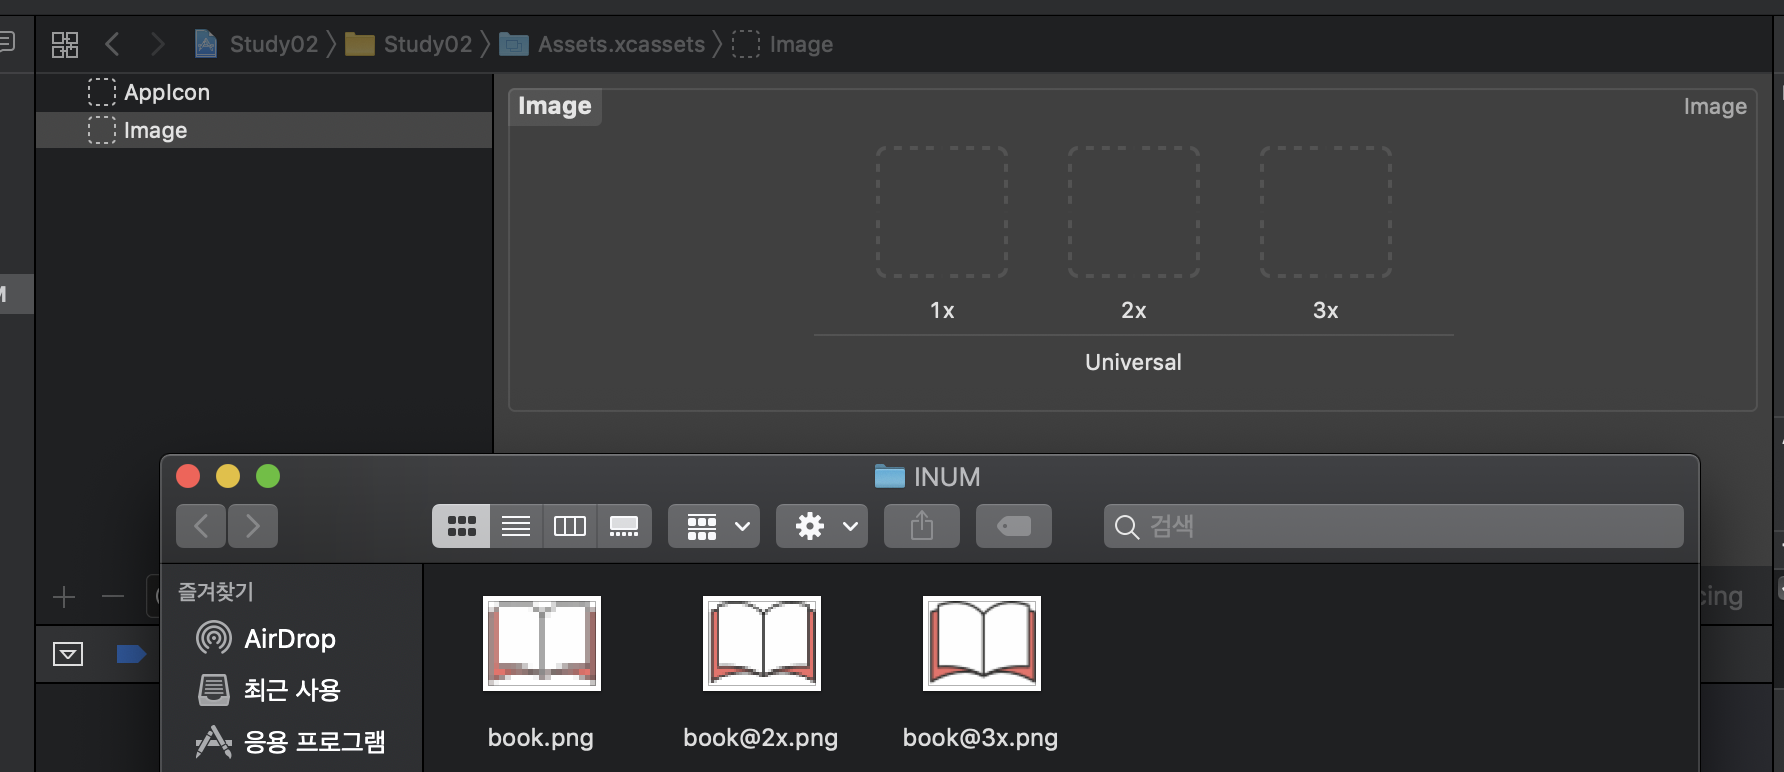 Study02 Study02 Assets.xcassets Image
AppIcon
Image
Image
Image
1x 2x 3x
Universal
INUM
검색
즐겨찾기
AirDrop
최근 사용
응용 프로그램
book.png book@2x.png book@3x.png
cing